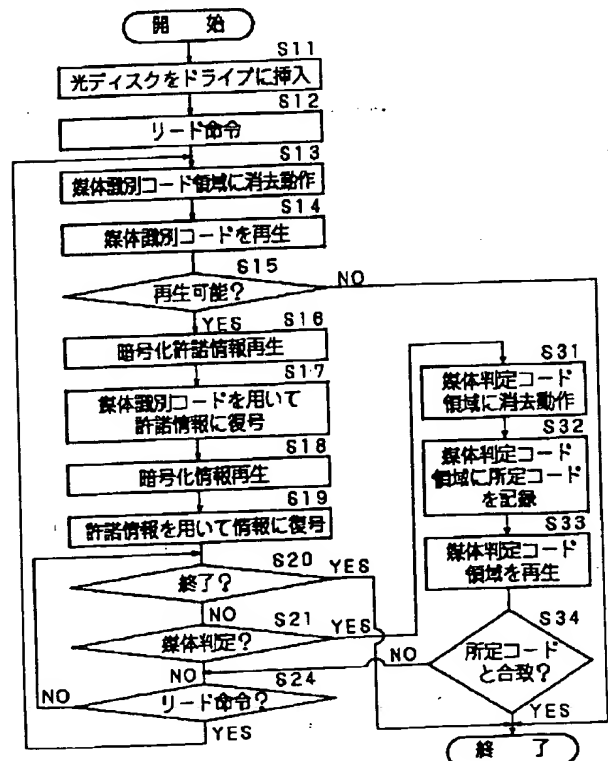 開 始
S11
光ディスクをドライブに挿入
S12
リード命令
S13
媒体識別コード領域に消去動作
S14
媒体識別コードを再生
S15
再生可能?
NO
YES
S16
暗号化許諾情報再生
S17
媒体識別コードを用いて
許諾情報に復号
S18
暗号化情報再生
S19
許諾情報を用いて情報に復号
S20
終了?
YES
NO
S21
媒体判定?
YES
NO
S24
リード命令?
NO
YES
S31
媒体判定コード
領域に消去動作
S32
媒体判定コード
領域に所定コード
を記録
S33
媒体判定コード
領域を再生
S34
所定コード
と合致?
NO
YES
終 了